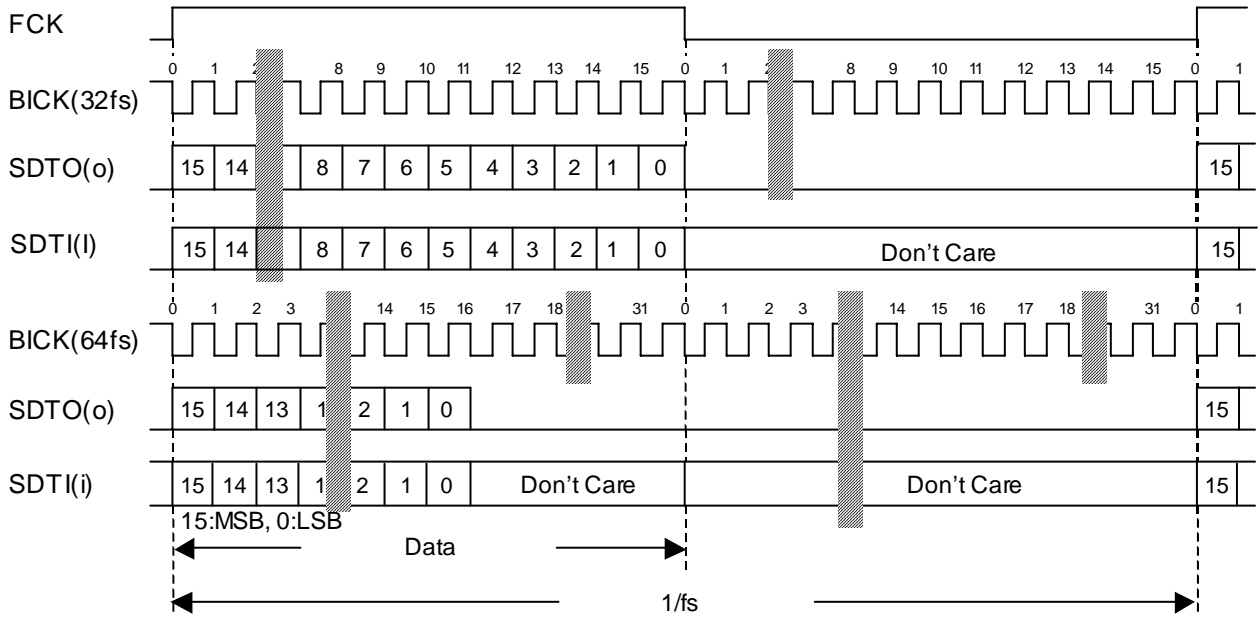 FCK
0 1 8 9 10 11 12 13 14 15 0 1 8 9 10 11 12 13 14 15 0 1
BICK(32fs)
SDTO(o) 15 14 8 7 6 5 4 3 2 1 0 15
SDTI(I) 15 14 8 7 6 5 4 3 2 1 0 Don't Care 15
0 1 2 3 14 15 16 17 18 31 0 1 2 3 14 15 16 17 18 31 0 1
BICK(64fs)
SDTO(o) 15 14 13 2 1 0 15
SDTI(i) 15 14 13 2 1 0 Don't Care Don't Care 15
15:MSB, 0:LSB
Data
1/fs